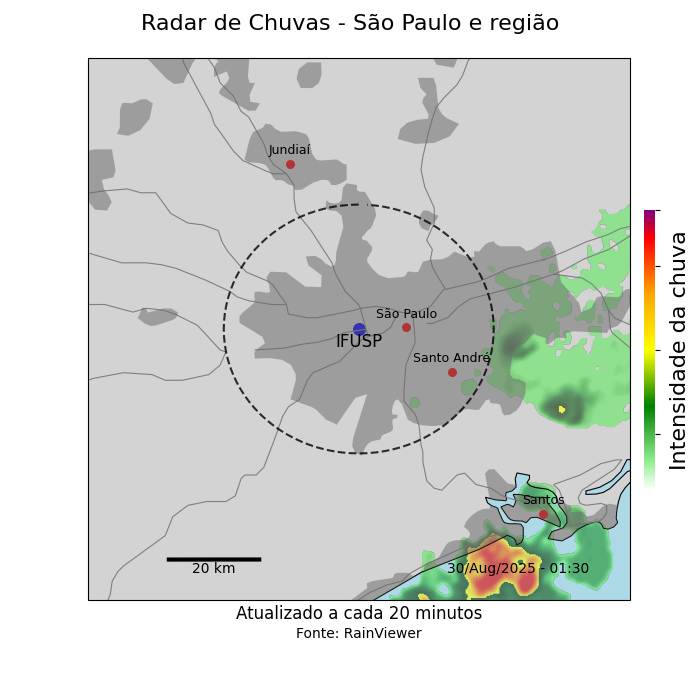 Radar de Chuvas - São Paulo e região
Jundiaí
São Paulo
IFUSP
Santo André
Santos
30/Aug/2025 - 01:30
20 km
Intensidade da chuva
Atualizado a cada 20 minutos
Fonte: RainViewer